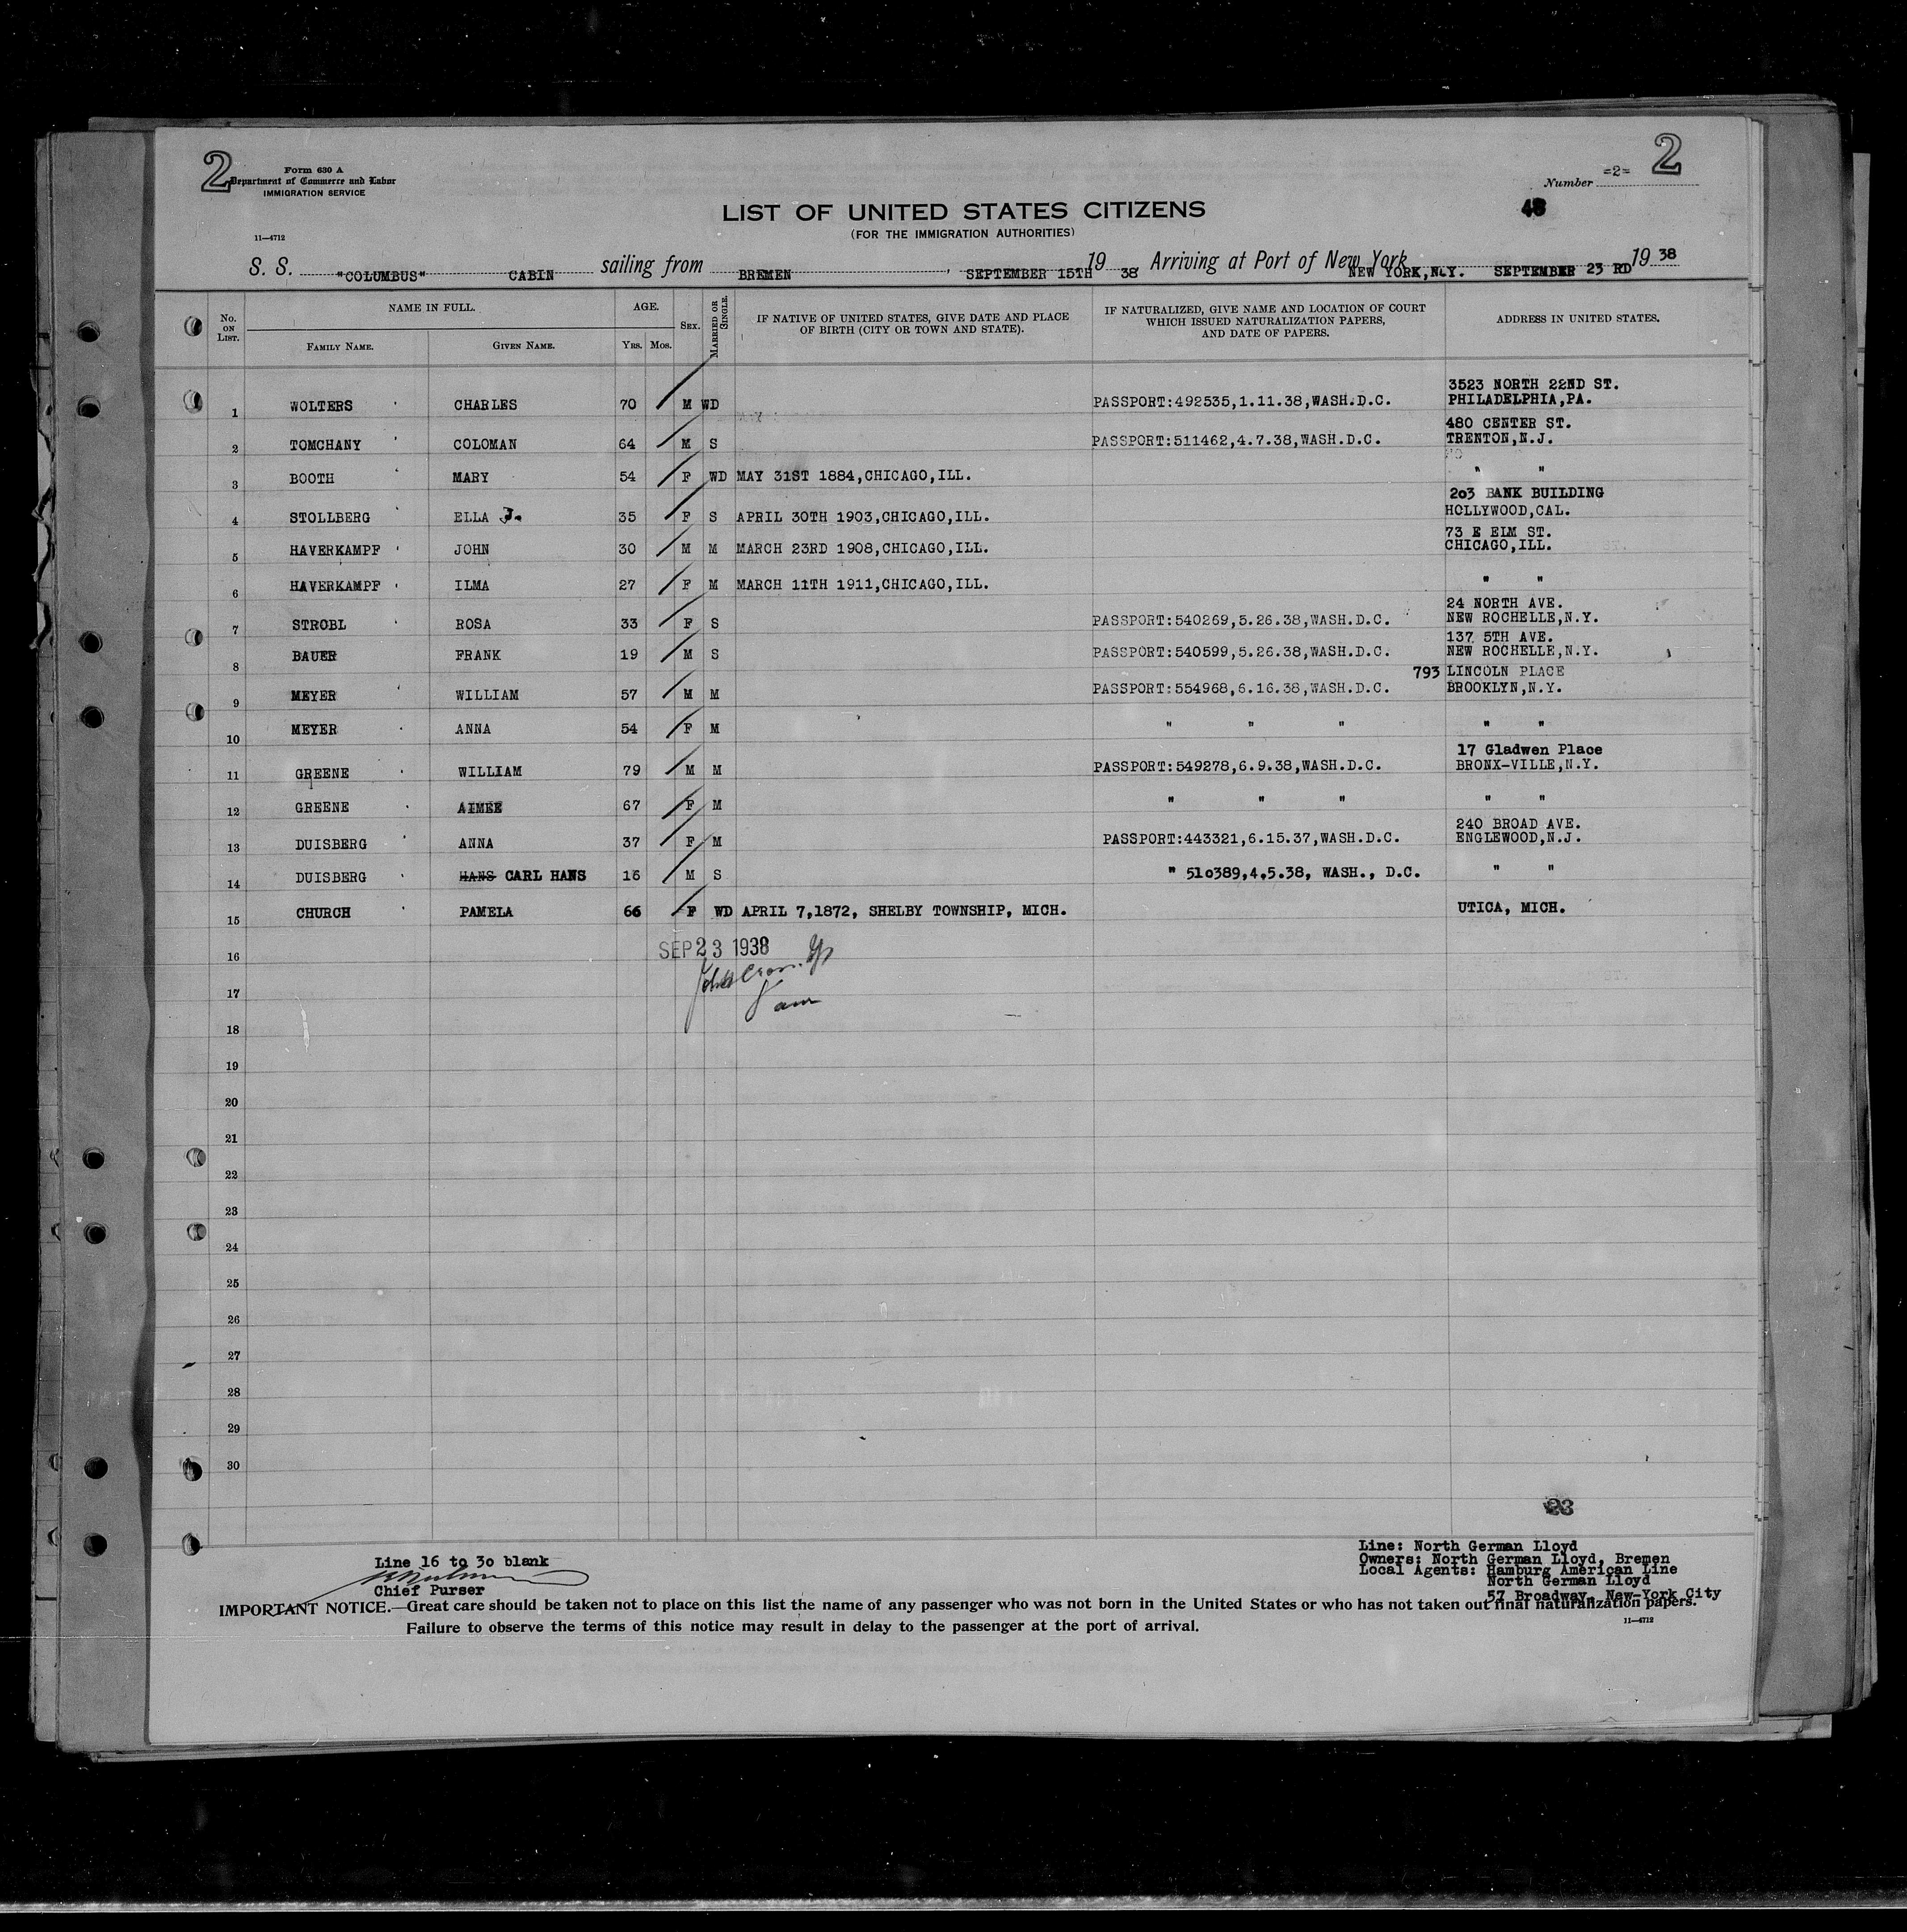 2
Form 630 A
Department of Commerce and Labor
IMMIGRATION SERVICE
Number =2= 2
LIST OF UNITED STATES CITIZENS
(FOR THE IMMIGRATION AUTHORITIES)
11—4712
S. S. "COLUMBUS" CABIN sailing from BREMEN, SEPTEMBER 15TH 19 38 Arriving at Port of New York NEW YORK,N.Y. SEPTEMBER 23 RD 19 38
No. ON LIST. NAME IN FULL. AGE. SEX. MARRIED OR SINGLE. IF NATIVE OF UNITED STATES, GIVE DATE AND PLACE OF BIRTH (CITY OR TOWN AND STATE). IF NATURALIZED, GIVE NAME AND LOCATION OF COURT WHICH ISSUED NATURALIZATION PAPERS, AND DATE OF PAPERS. ADDRESS IN UNITED STATES.
FAMILY NAME. GIVEN NAME. YRS. MOS.
3523 NORTH 22ND ST.
1 WOLTERS CHARLES 70 M WD PASSPORT:492535,1.11.38,WASH.D.C. PHILADELPHIA,PA.
480 CENTER ST.
2 TOMCHANY COLOMAN 64 M S PASSPORT:511462,4.7.38,WASH.D.C. TRENTON,N.J.
3 BOOTH MARY 54 F WD MAY 31ST 1884,CHICAGO,ILL. " "
2o3 BANK BUILDING
4 STOLLBERG ELLA J. 35 F S APRIL 30TH 1903,CHICAGO,ILL. HOLLYWOOD,CAL.
73 E ELM ST.
5 HAVERKAMPF JOHN 30 M M MARCH 23RD 1908,CHICAGO,ILL. CHICAGO,ILL.
6 HAVERKAMPF ILMA 27 F M MARCH 11TH 1911,CHICAGO,ILL. " "
24 NORTH AVE.
7 STROBL ROSA 33 F S PASSPORT:540269,5.26.38,WASH.D.C. NEW ROCHELLE,N.Y.
137 5TH AVE.
8 BAUER FRANK 19 M S PASSPORT:540599,5.26.38,WASH.D.C. NEW ROCHELLE,N.Y.
793 LINCOLN PLACE
9 MEYER WILLIAM 57 M M PASSPORT:554968,6.16.38,WASH.D.C. BROOKLYN,N.Y.
10 MEYER ANNA 54 F M " " " " "
17 Gladwen Place
11 GREENE WILLIAM 79 M M PASSPORT:549278,6.9.38,WASH.D.C. BRONX-VILLE,N.Y.
12 GREENE AIMEE 67 F M " " " " "
240 BROAD AVE.
13 DUISBERG ANNA 37 F M PASSPORT:443321,6.15.37,WASH.D.C. ENGLEWOOD,N.J.
14 DUISBERG HANS CARL HANS 16 M S " 51o389,4.5.38, WASH., D.C. " "
15 CHURCH PAMELA 66 F WD APRIL 7,1872, SHELBY TOWNSHIP, MICH. UTICA, MICH.
16 SEP 23 1938
17
18
19
20
21
22
23
24
25
26
27
28
29
30
Line 16 to 3o blank
Chief Purser
Line: North German Lloyd
Owners: North German Lloyd, Bremen
Local Agents: Hamburg American Line
North German Lloyd
57 Broadway, New-York City
IMPORTANT NOTICE.—Great care should be taken not to place on this list the name of any passenger who was not born in the United States or who has not taken out final naturalization papers.
Failure to observe the terms of this notice may result in delay to the passenger at the port of arrival.
11—4712